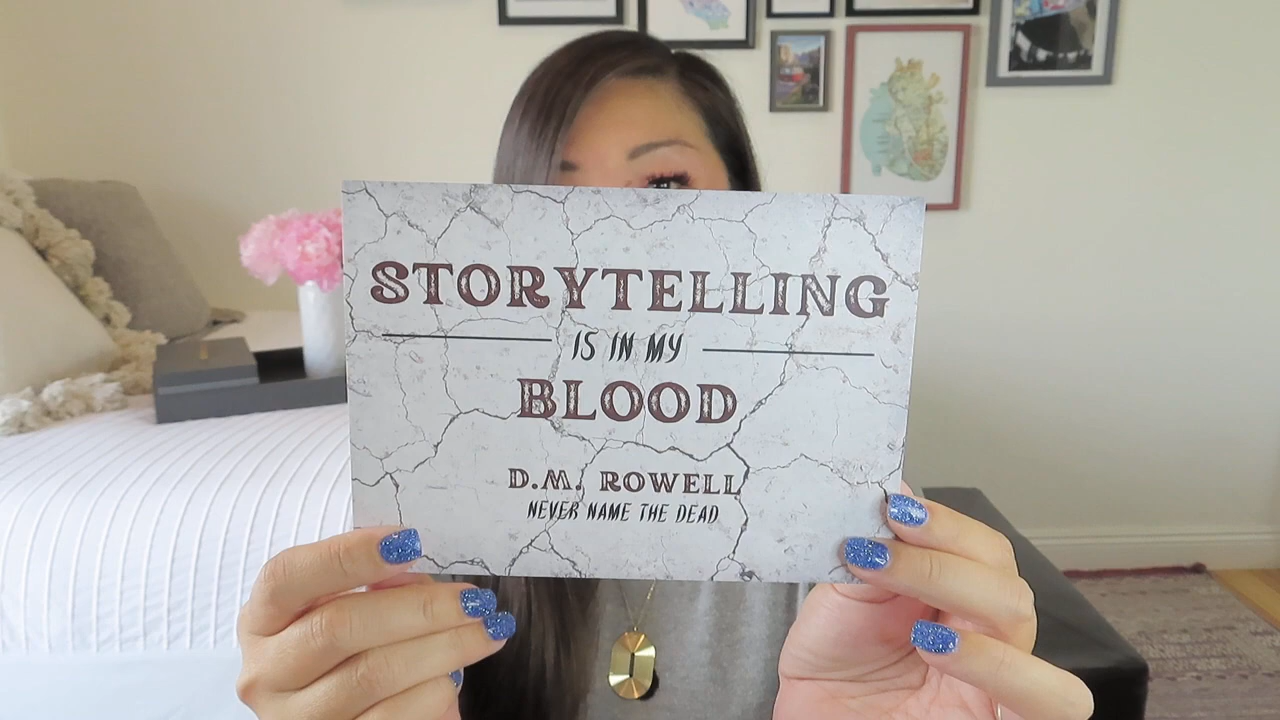 STORYTELLING
IS IN MY
BLOOD
D.M. ROWELL
NEVER NAME THE DEAD